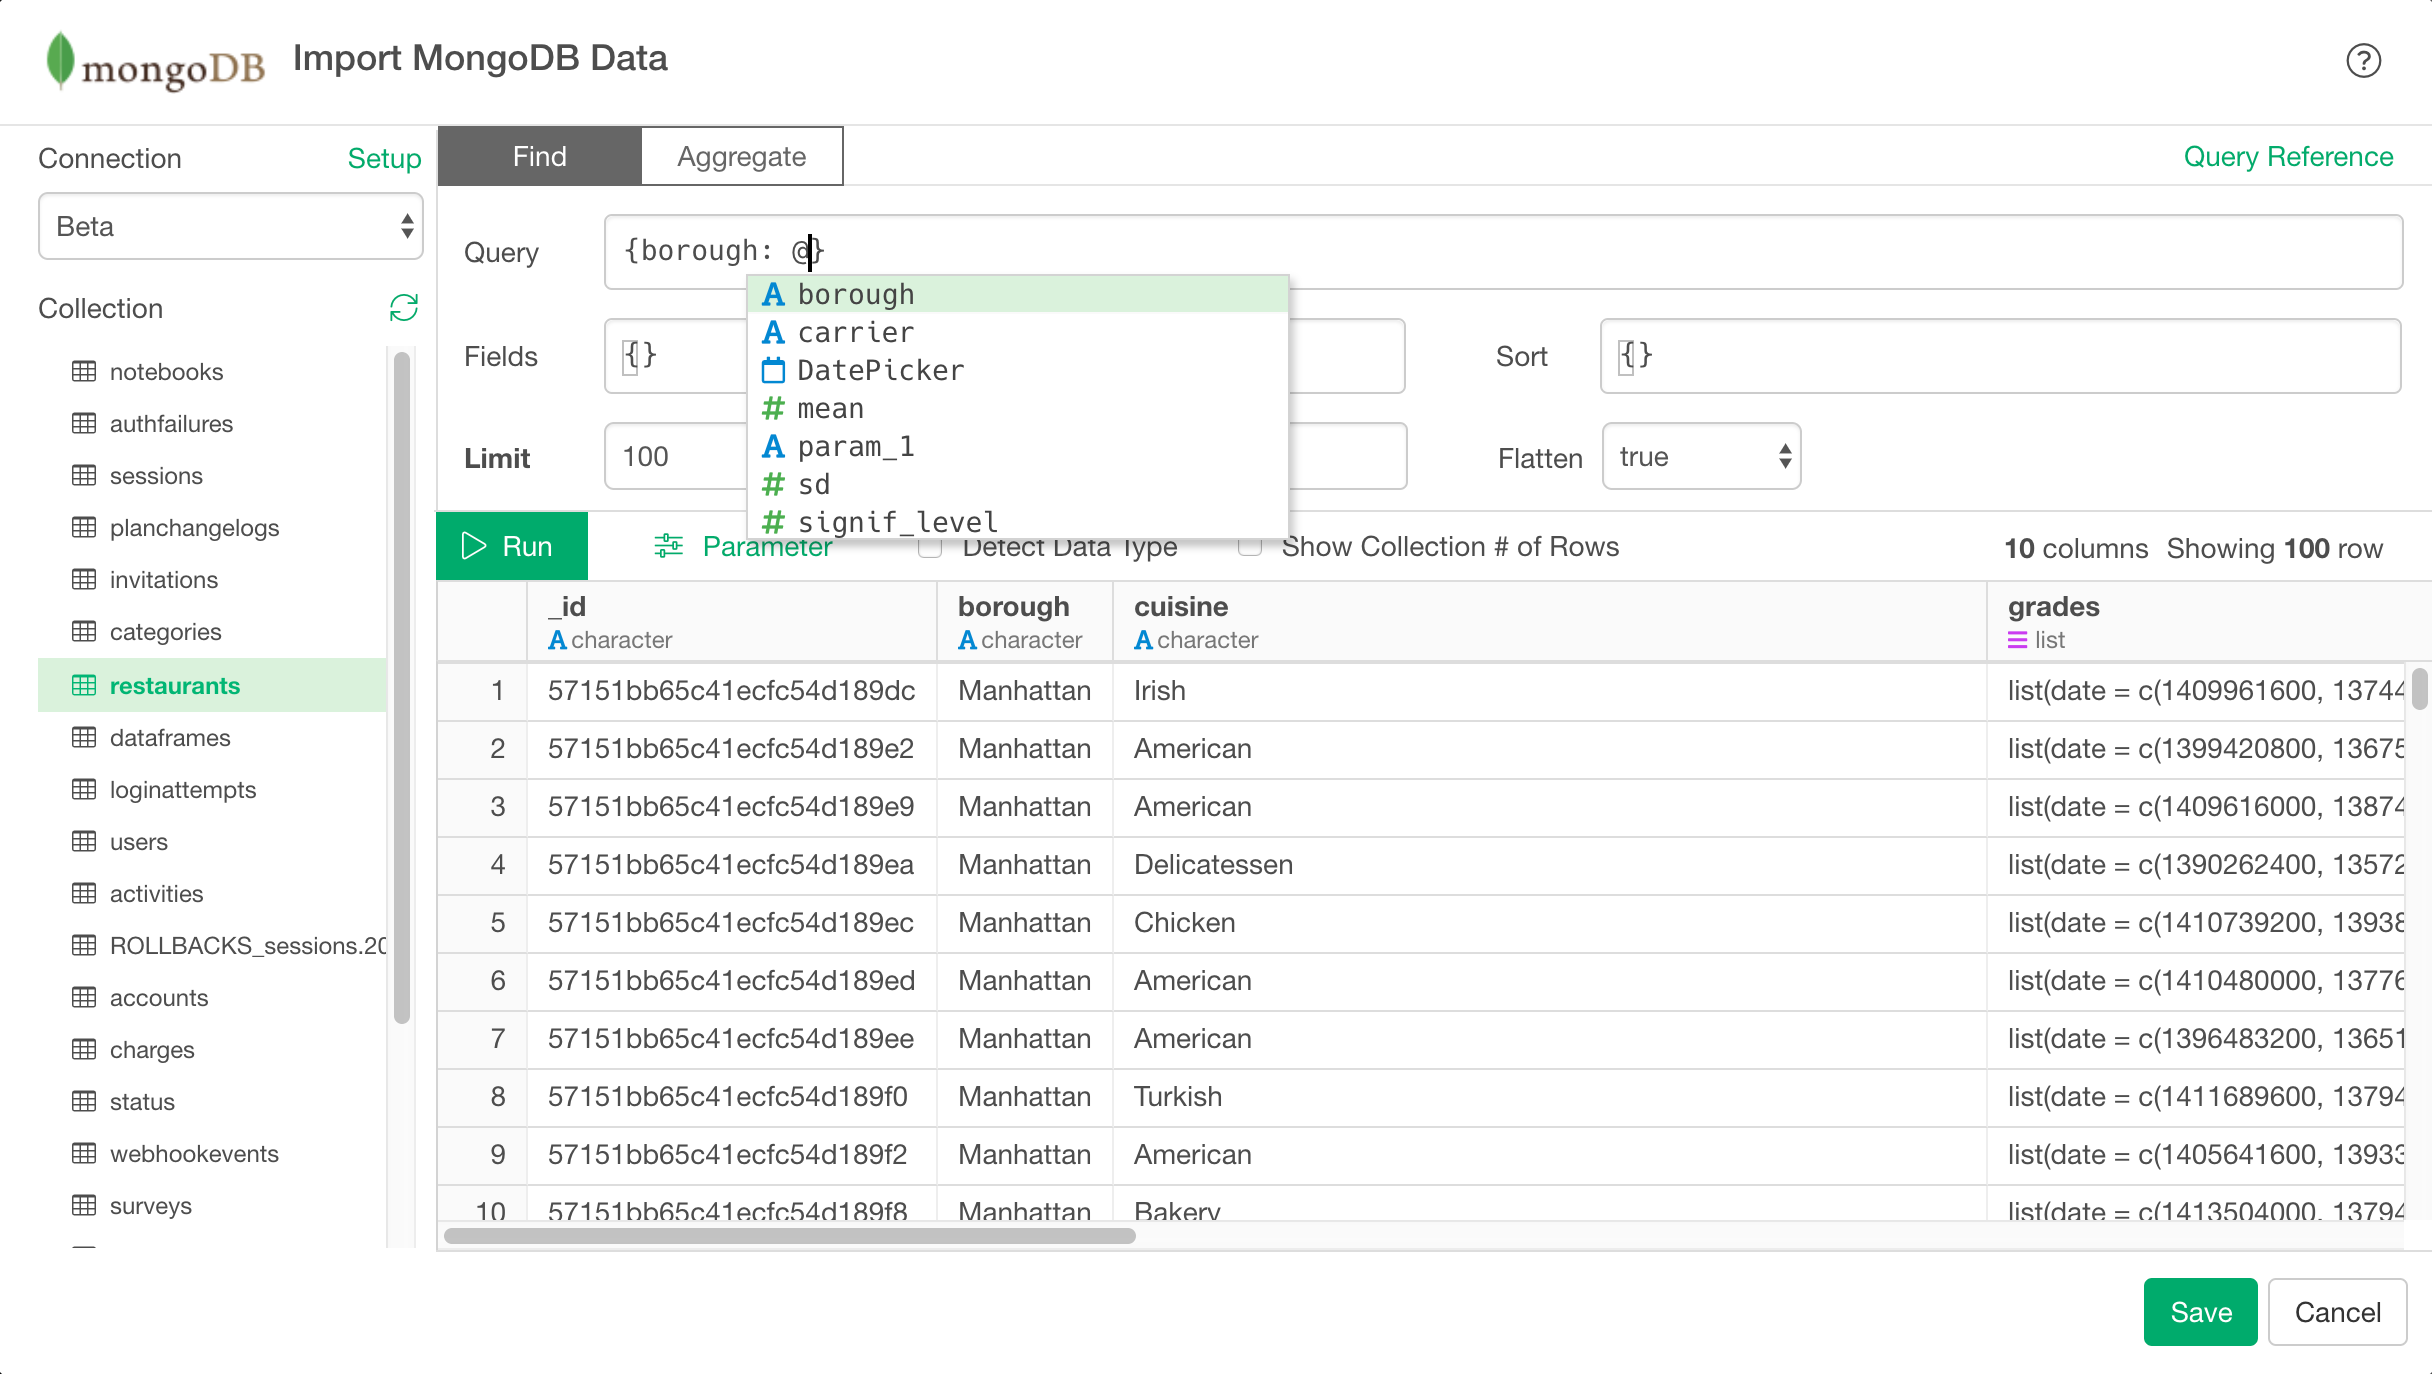 mongoDB Import MongoDB Data ?
Connection Setup
Beta
Collection
notebooks
authfailures
sessions
planchangelogs
invitations
categories
restaurants
dataframes
loginattempts
users
activities
ROLLBACKS_sessions.20
accounts
charges
status
webhookevents
surveys
Find Aggregate Query Reference
Query {borough: @}
A borough
A carrier
DatePicker
# mean
A param_1
# sd
# signif_level
Fields {} Sort {}
Limit 100 Flatten true
Run Parameter Detect Data Type Show Collection # of Rows 10 columns Showing 100 row
_id borough cuisine grades
A character A character A character list
1 57151bb65c41ecfc54d189dc Manhattan Irish list(date = c(1409961600, 13744
2 57151bb65c41ecfc54d189e2 Manhattan American list(date = c(1399420800, 13675
3 57151bb65c41ecfc54d189e9 Manhattan American list(date = c(1409616000, 13874
4 57151bb65c41ecfc54d189ea Manhattan Delicatessen list(date = c(1390262400, 13572
5 57151bb65c41ecfc54d189ec Manhattan Chicken list(date = c(1410739200, 13938
6 57151bb65c41ecfc54d189ed Manhattan American list(date = c(1410480000, 13776
7 57151bb65c41ecfc54d189ee Manhattan American list(date = c(1396483200, 13651
8 57151bb65c41ecfc54d189f0 Manhattan Turkish list(date = c(1411689600, 13794
9 57151bb65c41ecfc54d189f2 Manhattan American list(date = c(1405641600, 13933
10 57151bb65c41ecfc54d189f8 Manhattan Bakery list(date = c(1413504000, 13794
Save Cancel